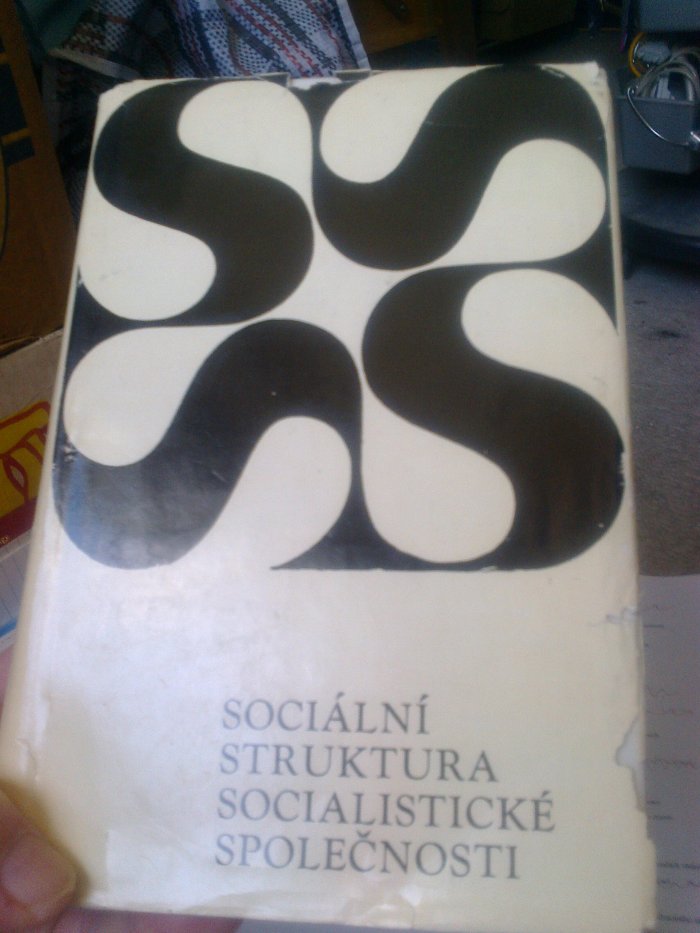 SOCIÁLNÍ
STRUKTURA
SOCIALISTICKÉ
SPOLEČNOSTI